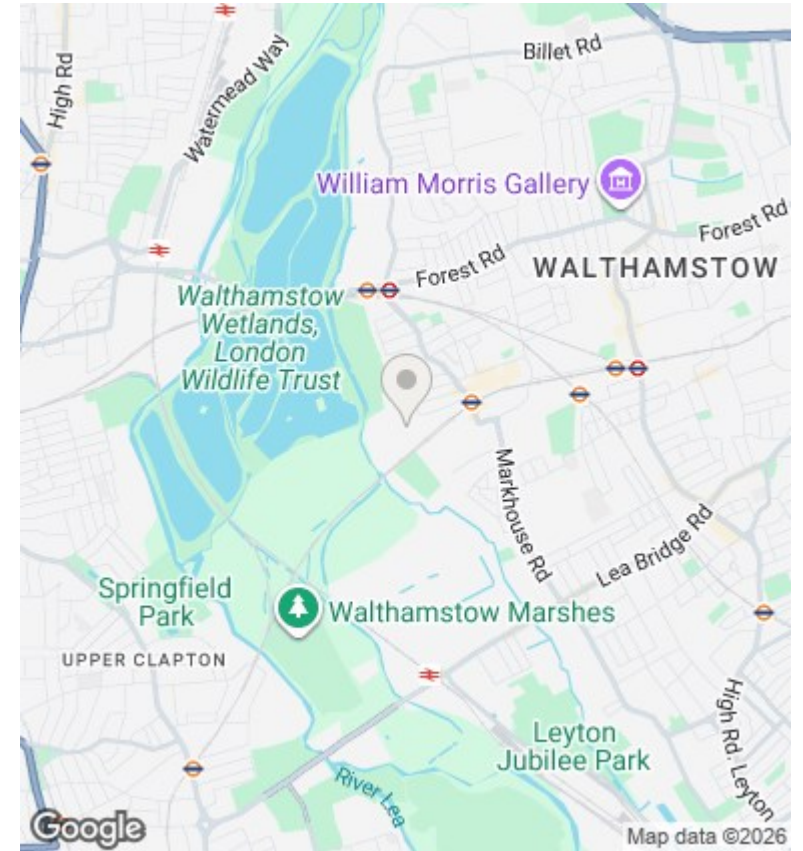 Billet Rd
High Rd
Watermead Way
William Morris Gallery
Forest Rd
Forest Rd
WALTHAMSTOW
Walthamstow
Wetlands,
London
Wildlife Trust
Markhouse Rd
Lea Bridge Rd
Springfield
Park
Walthamstow Marshes
UPPER CLAPTON
High Rd. Leyton
Leyton
Jubilee Park
River Lea
Google
Map data ©2026